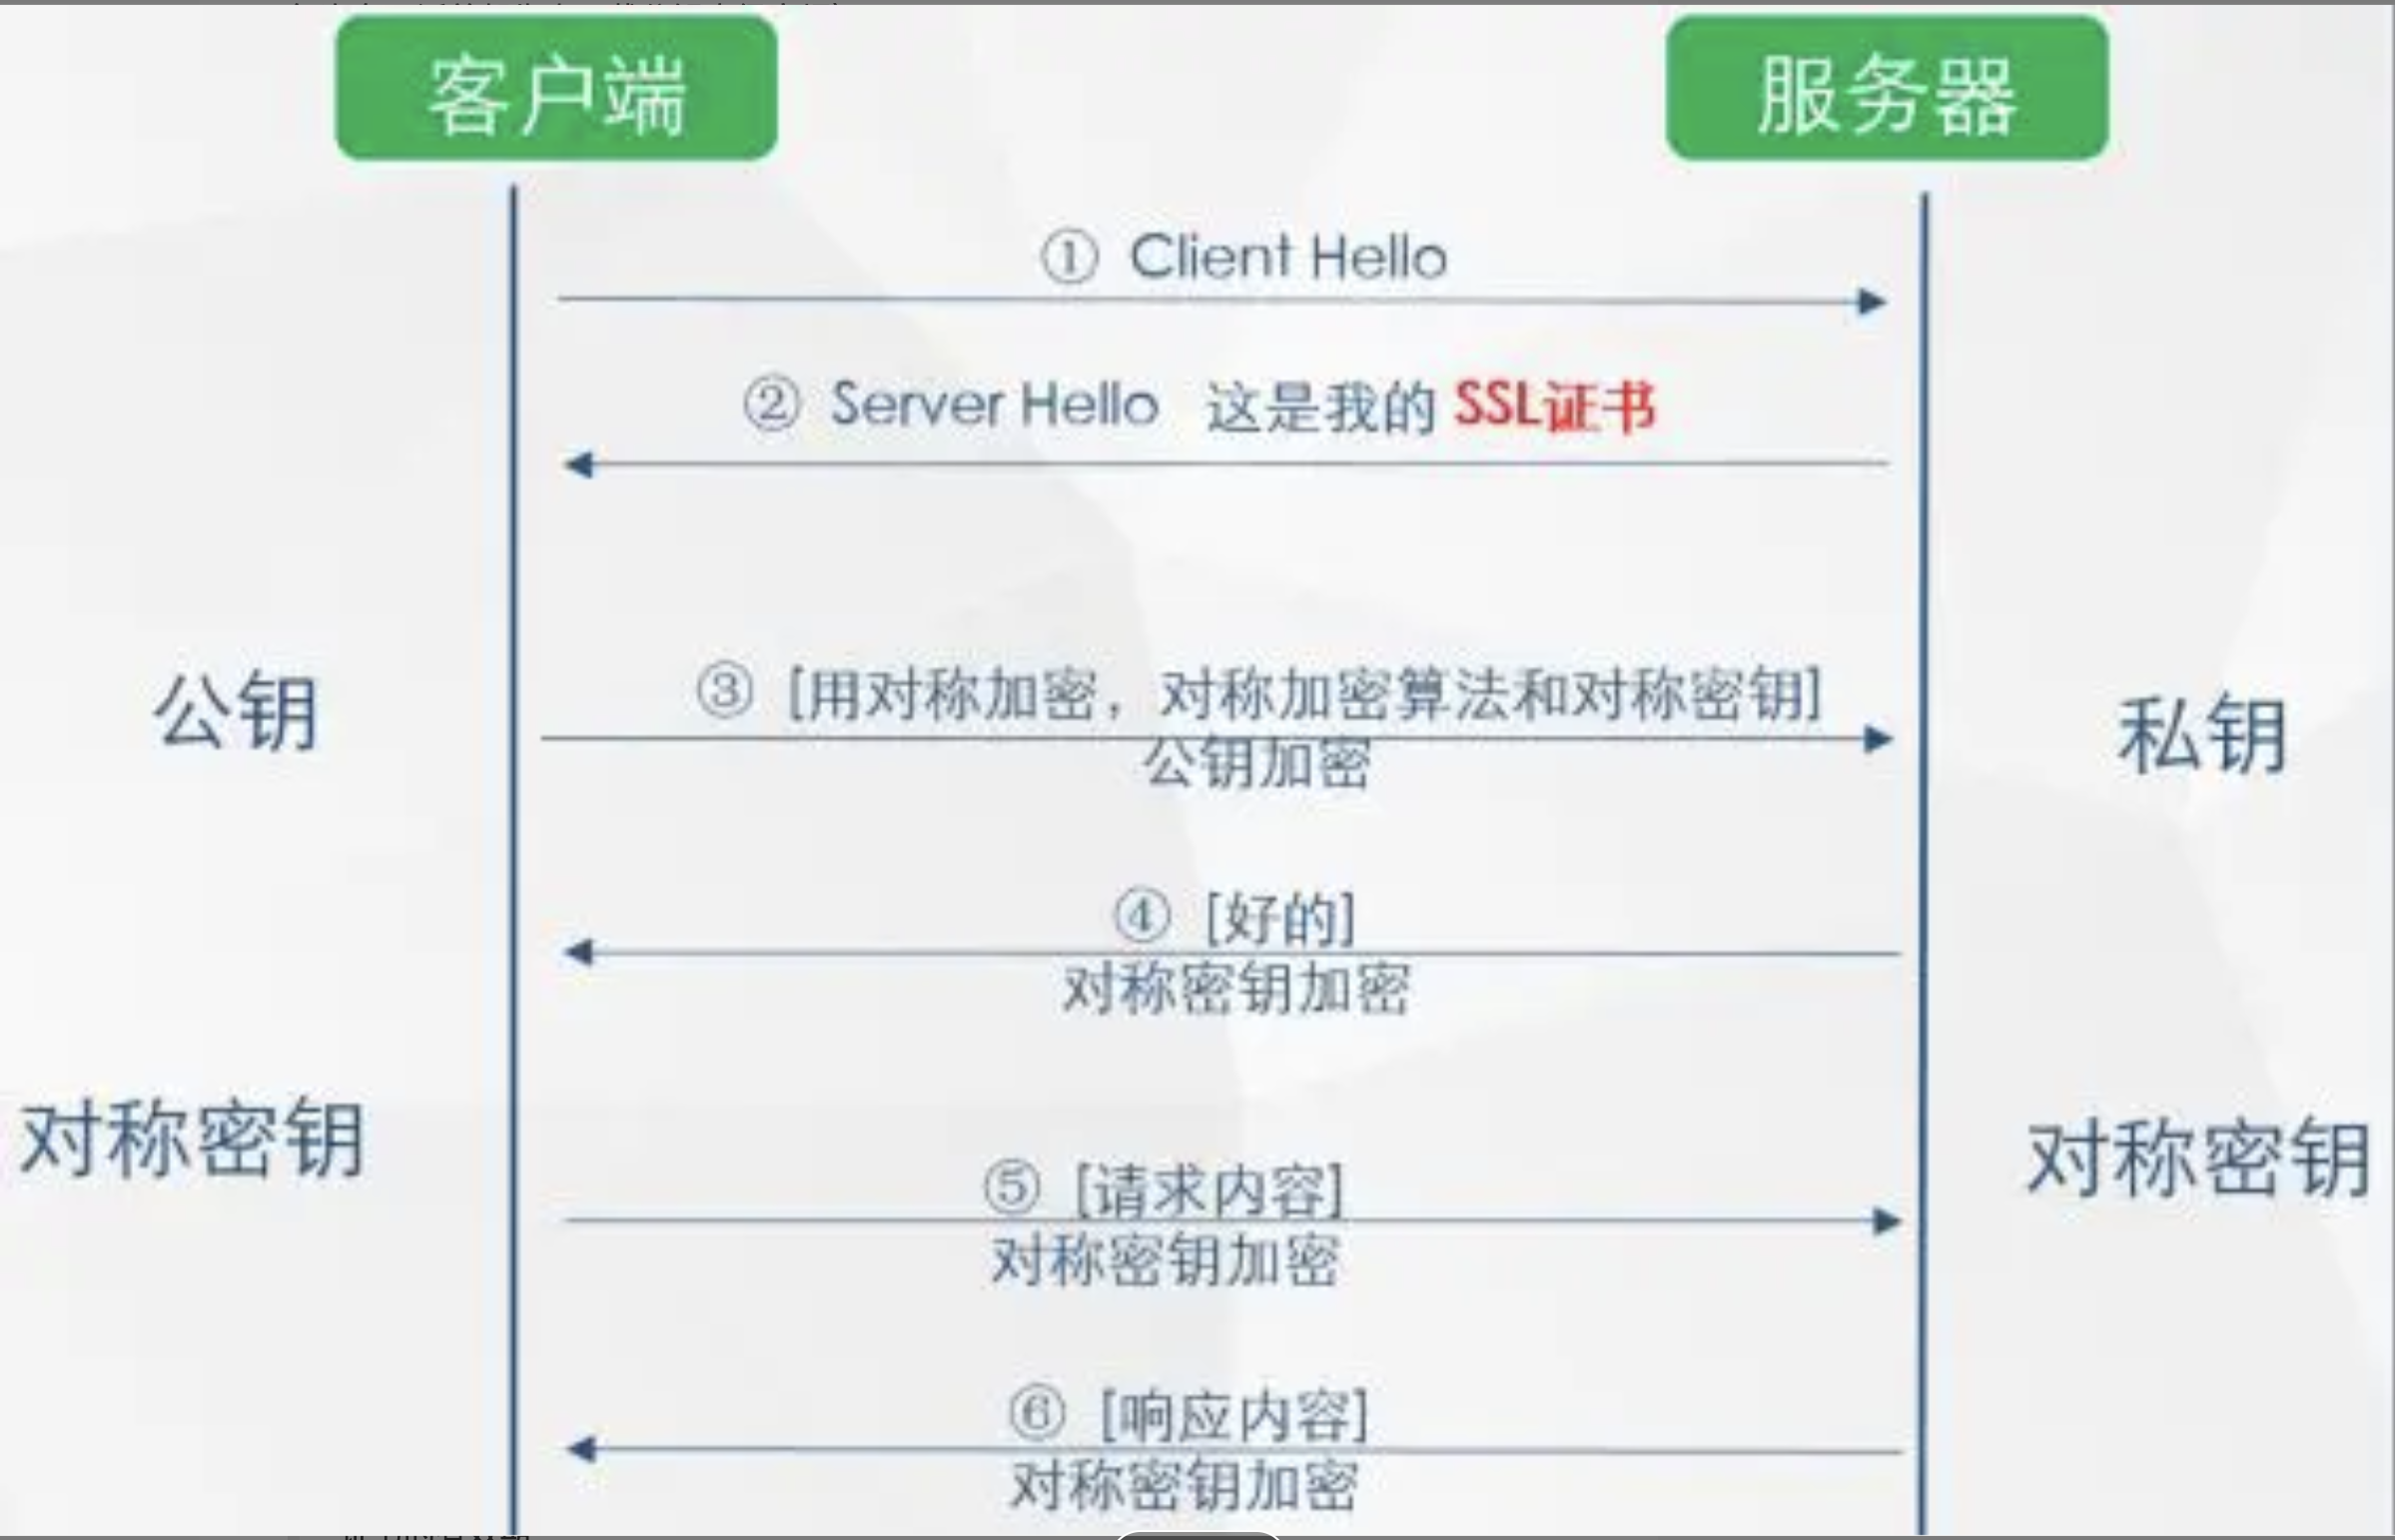 客户端
服务器
① Client Hello
② Server Hello 这是我的 SSL证书
公钥
③ [用对称加密，对称加密算法和对称密钥]
公钥加密
私钥
④ [好的]
对称密钥加密
对称密钥
对称密钥
⑤ [请求内容]
对称密钥加密
⑥ [响应内容]
对称密钥加密